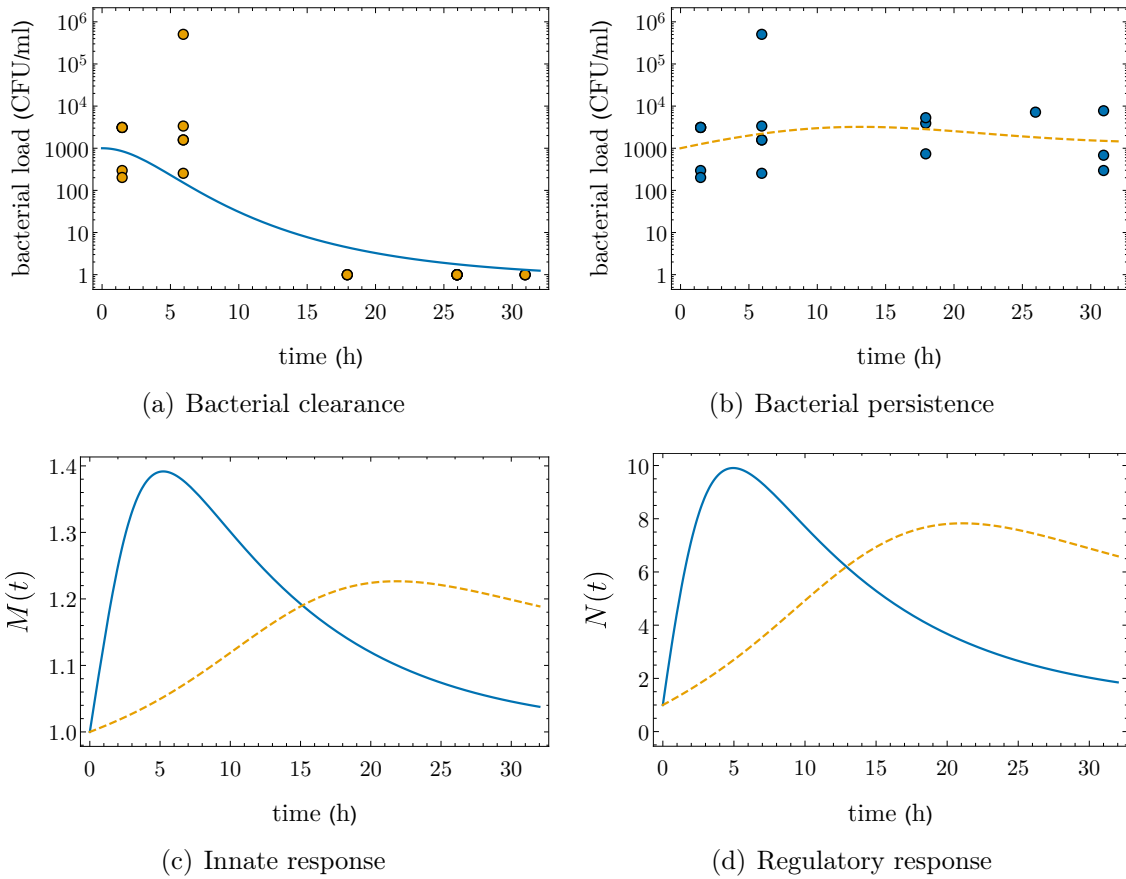 bacterial load (CFU/ml)
10^6
10^5
10^4
1000
100
10
1
0 5 10 15 20 25 30
time (h)
(a) Bacterial clearance
bacterial load (CFU/ml)
10^6
10^5
10^4
1000
100
10
1
0 5 10 15 20 25 30
time (h)
(b) Bacterial persistence
M(t)
1.4
1.3
1.2
1.1
1.0
0 5 10 15 20 25 30
time (h)
(c) Innate response
N(t)
10
8
6
4
2
0
0 5 10 15 20 25 30
time (h)
(d) Regulatory response